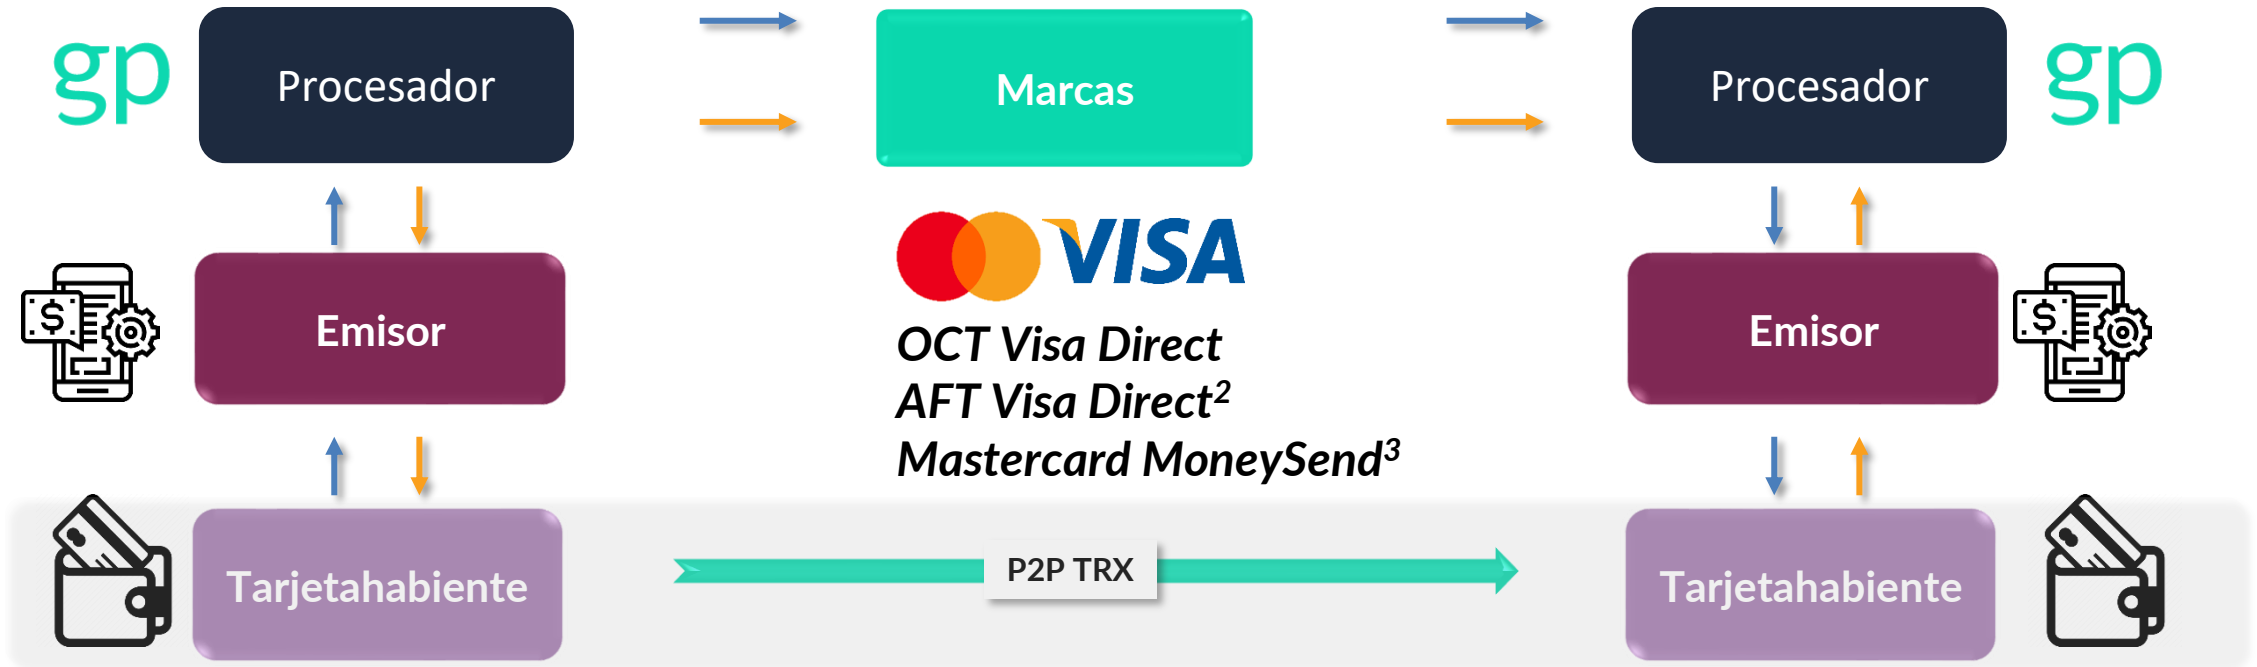 gp
Procesador
Marcas
Procesador
gp
VISA
$
Emisor
Emisor
$
OCT Visa Direct
AFT Visa Direct²
Mastercard MoneySend³
Tarjetahabiente
P2P TRX
Tarjetahabiente